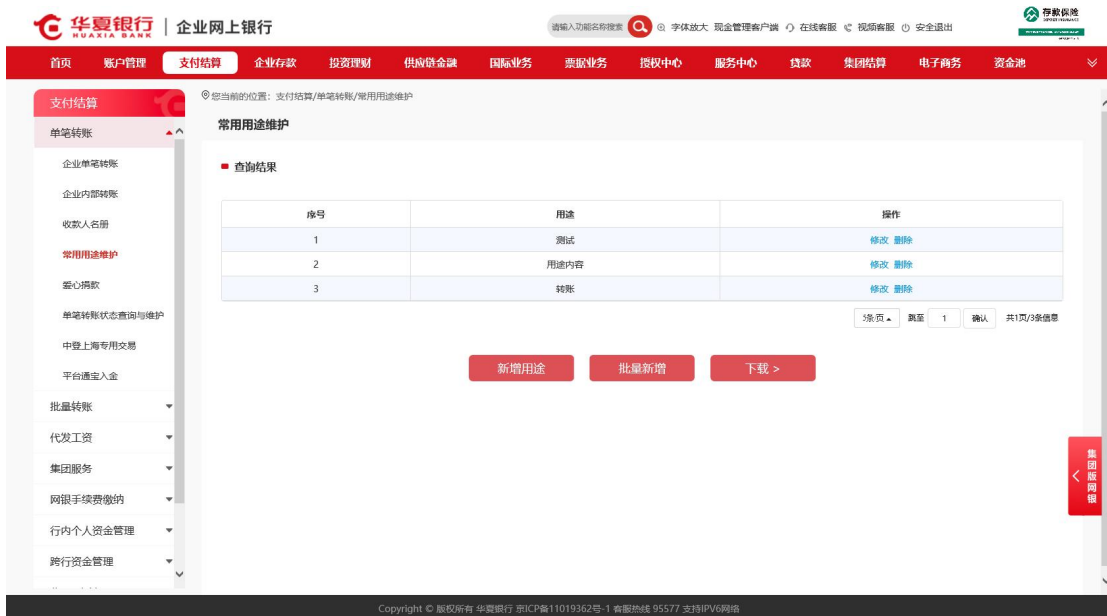 华夏银行 企业网上银行
HUAXIA BANK
请输入功能名称搜索 字体放大 现金管理客户端 在线客服 视频客服 安全退出
存款保险
首页 账户管理 支付结算 企业存款 投资理财 供应链金融 国际业务 票据业务 授权中心 服务中心 贷款 集团结算 电子商务 资金池
支付结算
单笔转账
企业单笔转账
企业内部转账
收款人名册
常用用途维护
爱心捐款
单笔转账状态查询与维护
中登上海专用交易
平台通宝入金
批量转账
代发工资
集团服务
网银手续费缴纳
行内个人资金管理
跨行资金管理
您当前的位置：支付结算/单笔转账/常用用途维护
常用用途维护
查询结果
序号 用途 操作
1 测试 修改 删除
2 用途内容 修改 删除
3 转账 修改 删除
5条/页 跳至 1 确认 共1页/3条信息
新增用途 批量新增 下载 >
集团版网银
Copyright © 版权所有 华夏银行 京ICP备11019362号-1 客服热线 95577 支持IPV6网络